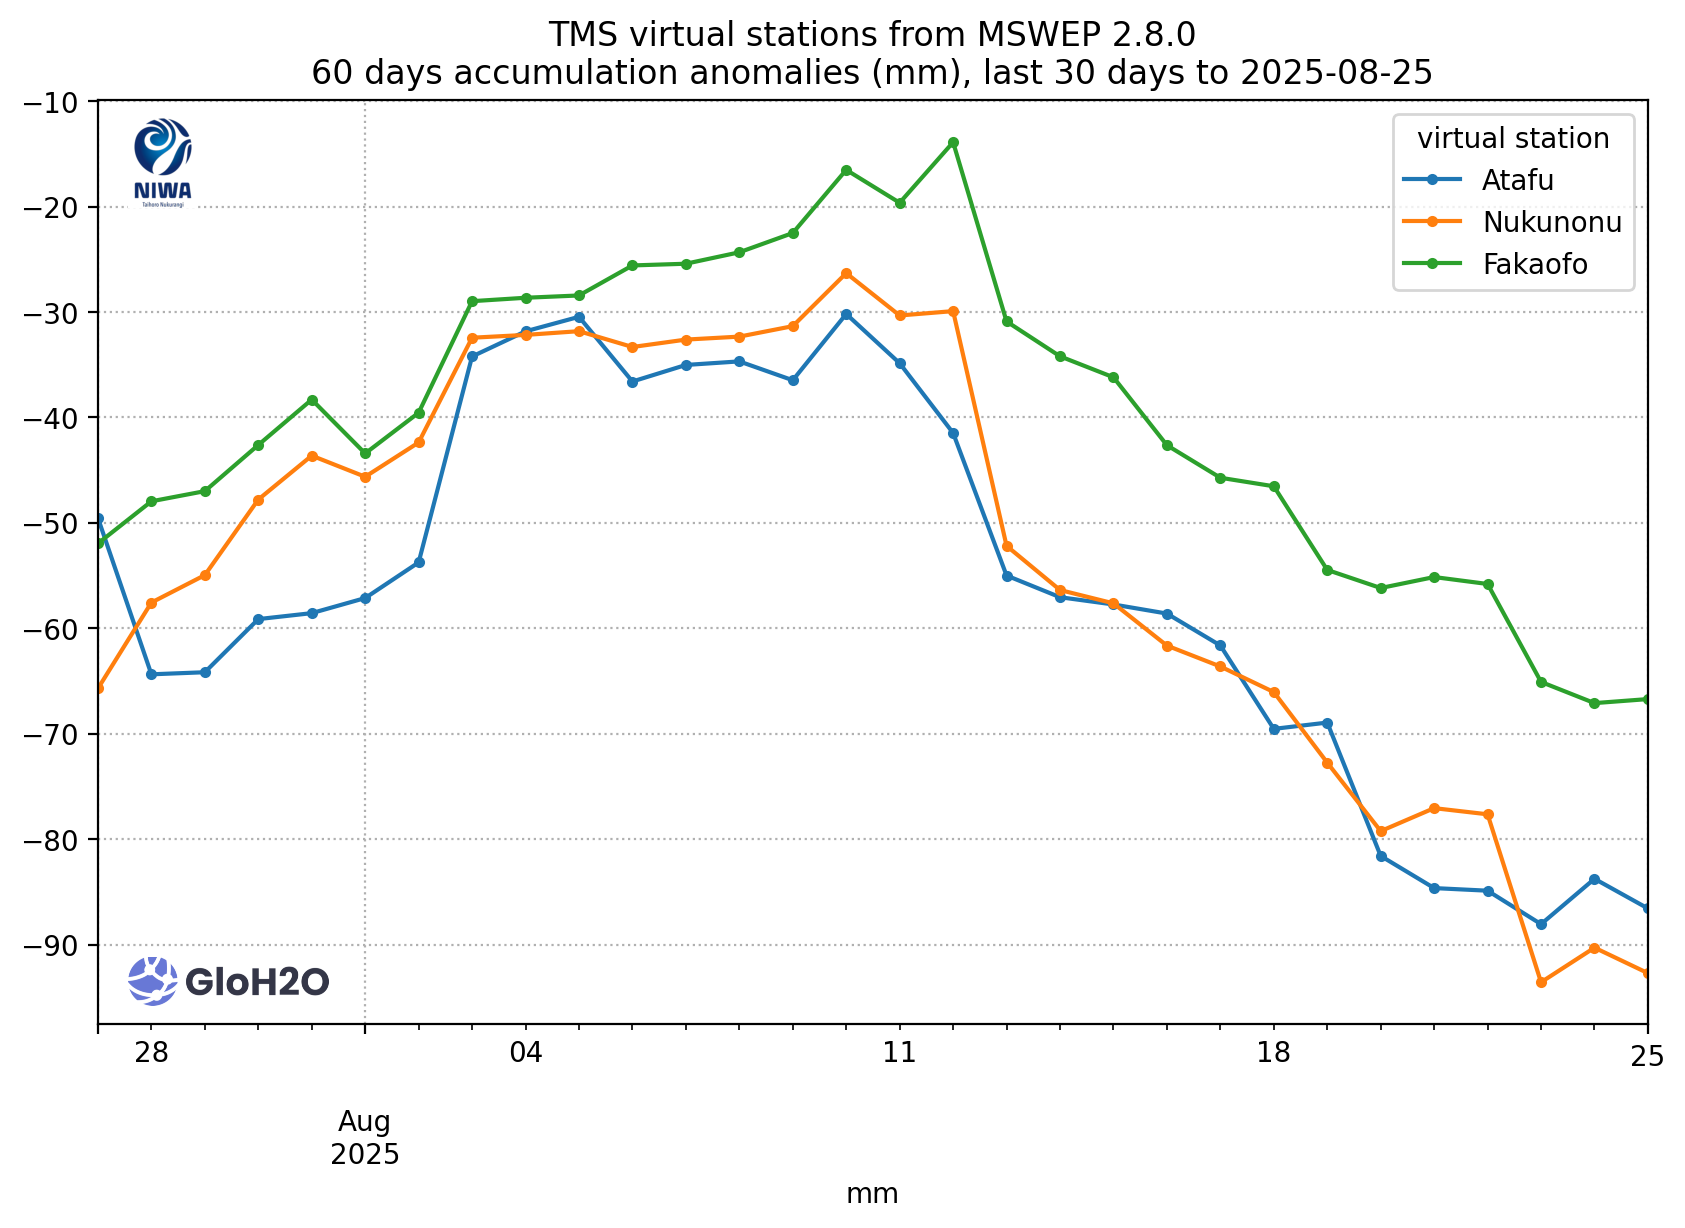 TMS virtual stations from MSWEP 2.8.0
60 days accumulation anomalies (mm), last 30 days to 2025-08-25
−10
−20
−30
−40
−50
−60
−70
−80
−90
NIWA
Taihoro Nukurangi
virtual station
Atafu
Nukunonu
Fakaofo
GloH2O
28
04
11
18
25
Aug
2025
mm